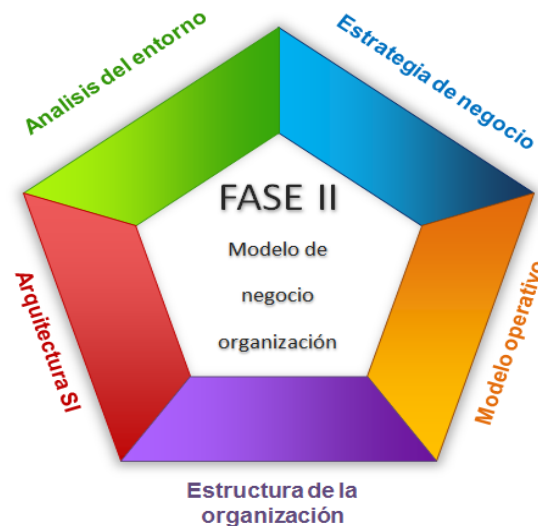 Analisis del entorno
Estrategia de negocio
FASE II
Modelo de
negocio
organización
Arquitectura SI
Modelo operativo
Estructura de la
organización